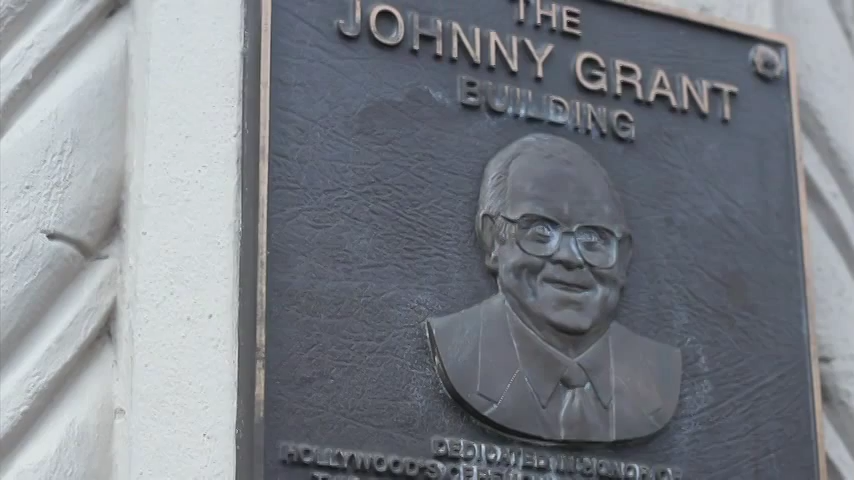 THE
JOHNNY GRANT
BUILDING
DEDICATED IN HONOR OF
HOLLYWOOD'S